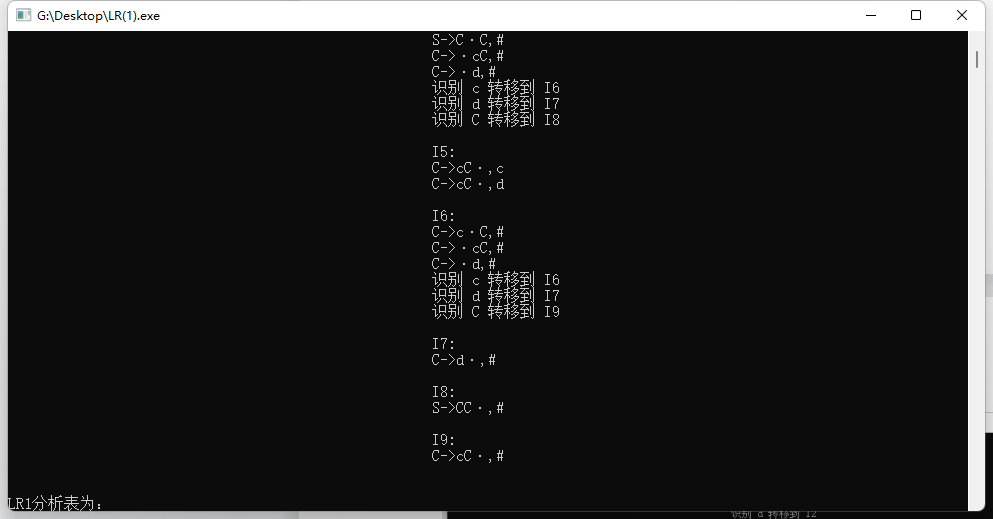 G:\Desktop\LR(1).exe
S->C·C,#
C->·cC,#
C->·d,#
识别 c 转移到 I6
识别 d 转移到 I7
识别 C 转移到 I8
I5:
C->cC·,c
C->cC·,d
I6:
C->c·C,#
C->·cC,#
C->·d,#
识别 c 转移到 I6
识别 d 转移到 I7
识别 C 转移到 I9
I7:
C->d·,#
I8:
S->CC·,#
I9:
C->cC·,#
LR1分析表为:
识别 d 转移到 I2